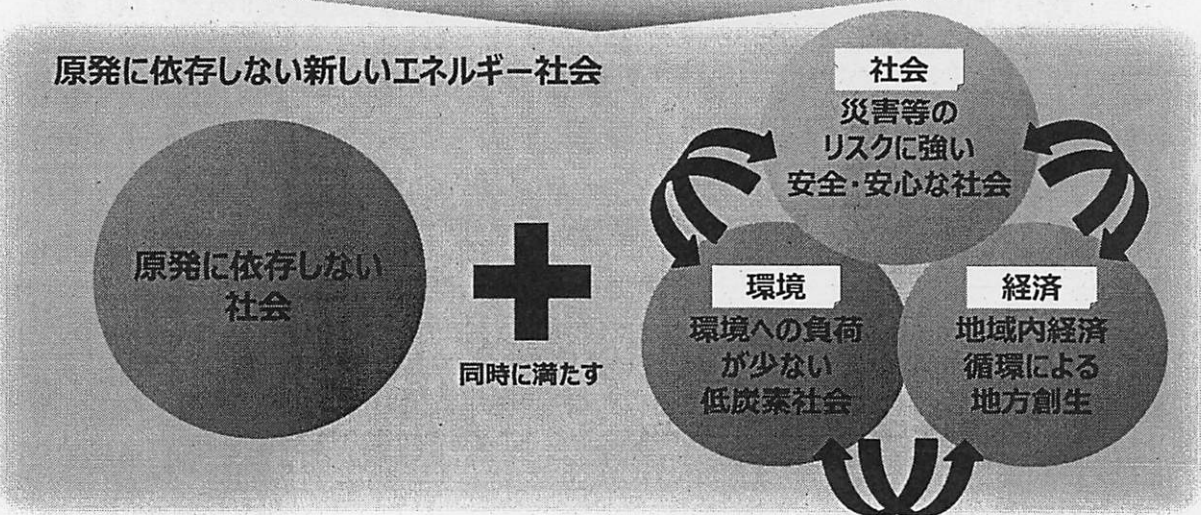 原発に依存しない新しいエネルギー社会
原発に依存しない
社会
同時に満たす
社会
災害等の
リスクに強い
安全・安心な社会
環境
環境への負荷
が少ない
低炭素社会
経済
地域内経済
循環による
地方創生